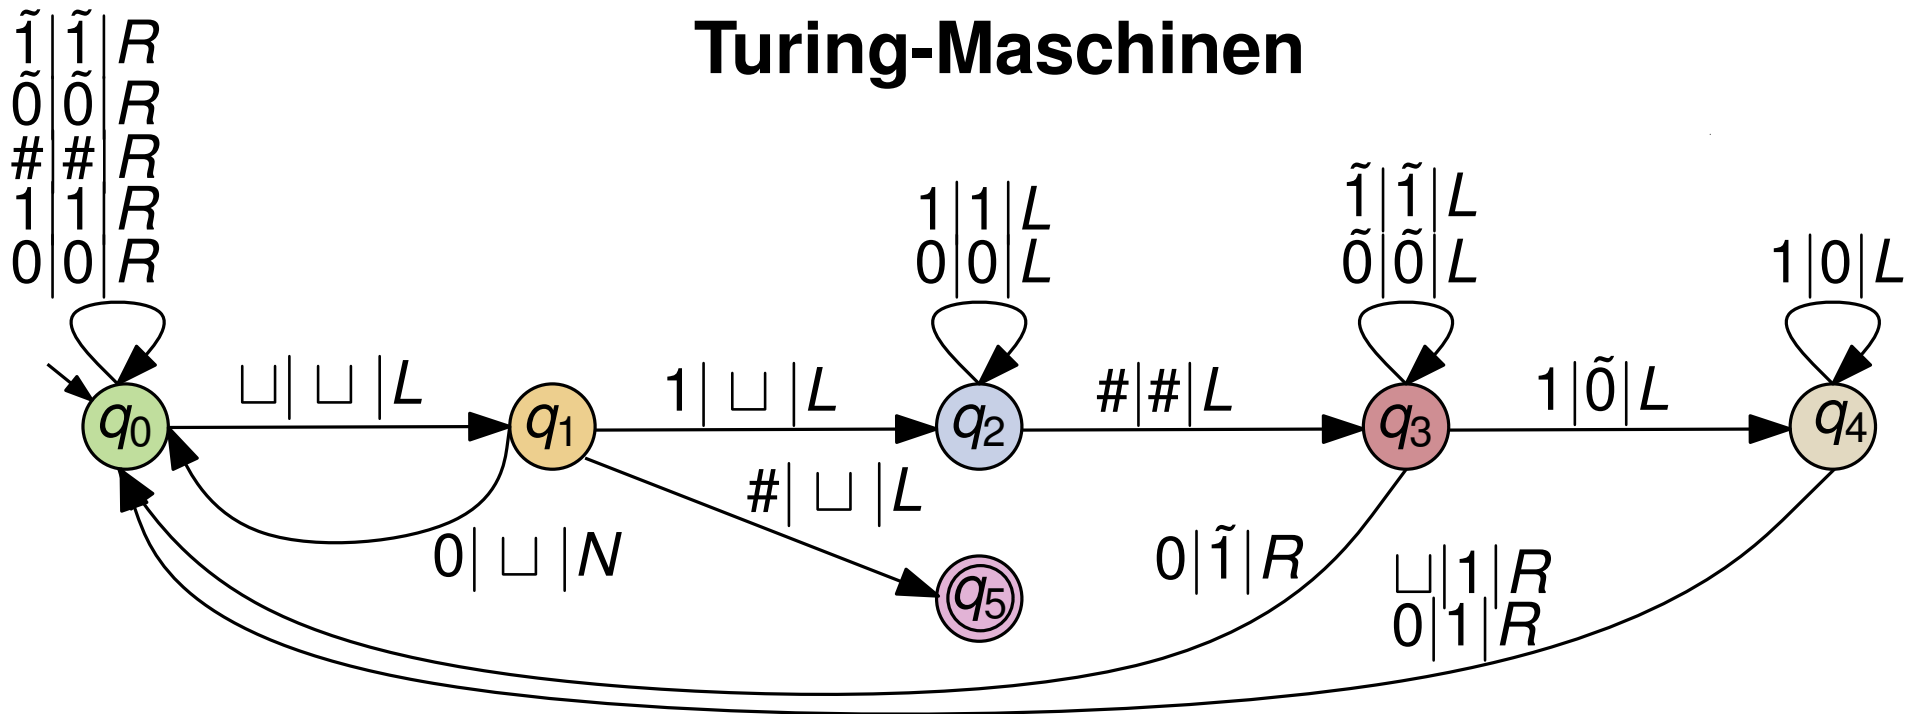 Turing-Maschinen
1̃|1̃|R
0̃|0̃|R
#|#|R
1|1|R
0|0|R
1|1|L
0|0|L
1̃|1̃|L
0̃|0̃|L
1|0|L
⊔|⊔|L
1|⊔|L
#|#|L
1|0̃|L
q0
q1
q2
q3
q4
#|⊔|L
0|⊔|N
q5
0|1̃|R
⊔|1|R
0|1|R